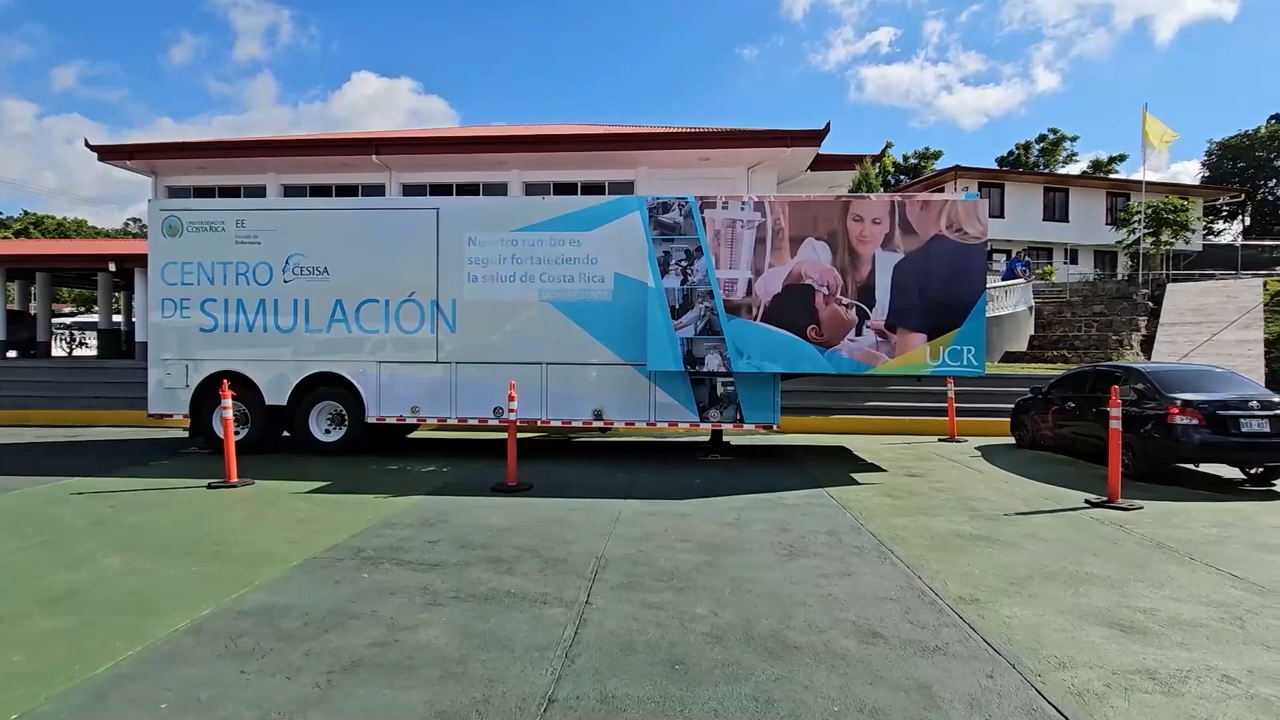 UNIVERSIDAD DE
COSTA RICA
EE
Escuela de
Enfermería
CENTRO
CESISA
DE SIMULACIÓN
Nuestro rumbo es
seguir fortaleciendo
la salud de Costa Rica
UCR
TOYOTA